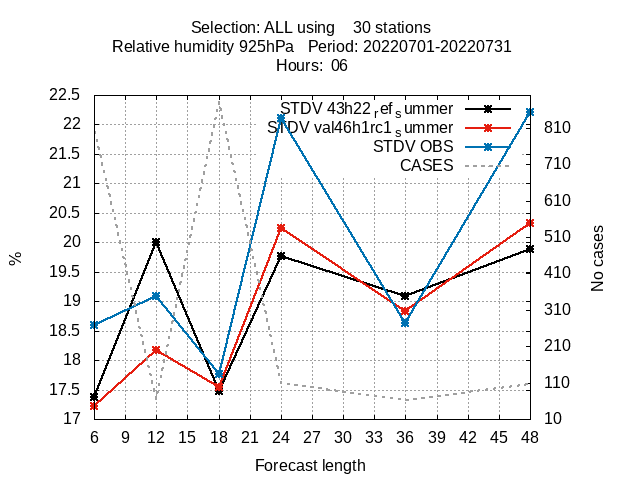 Selection: ALL using    30 stations
Relative humidity 925hPa   Period: 20220701-20220731
Hours:  06
STDV 43h22_ref_summer
STDV val46h1rc1_summer
STDV OBS
CASES
22.5
22
21.5
21
20.5
20
19.5
19
18.5
18
17.5
17
%
810
710
610
510
410
310
210
110
10
No cases
6 9 12 15 18 21 24 27 30 33 36 39 42 45 48
Forecast length